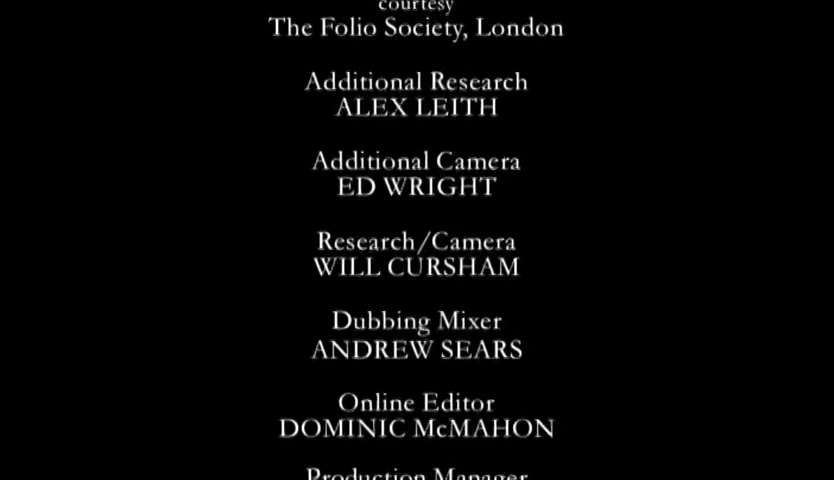 courtesy
The Folio Society, London
Additional Research
ALEX LEITH
Additional Camera
ED WRIGHT
Research/Camera
WILL CURSHAM
Dubbing Mixer
ANDREW SEARS
Online Editor
DOMINIC McMAHON
Production Manager